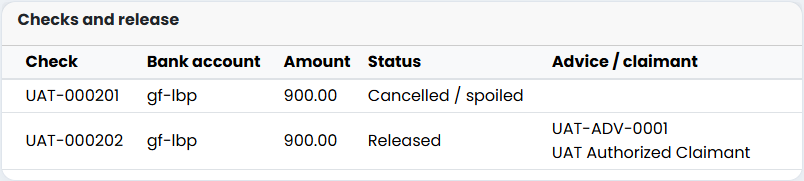 Checks and release
Check Bank account Amount Status Advice / claimant
UAT-000201 gf-lbp 900.00 Cancelled / spoiled
UAT-000202 gf-lbp 900.00 Released UAT-ADV-0001
UAT Authorized Claimant